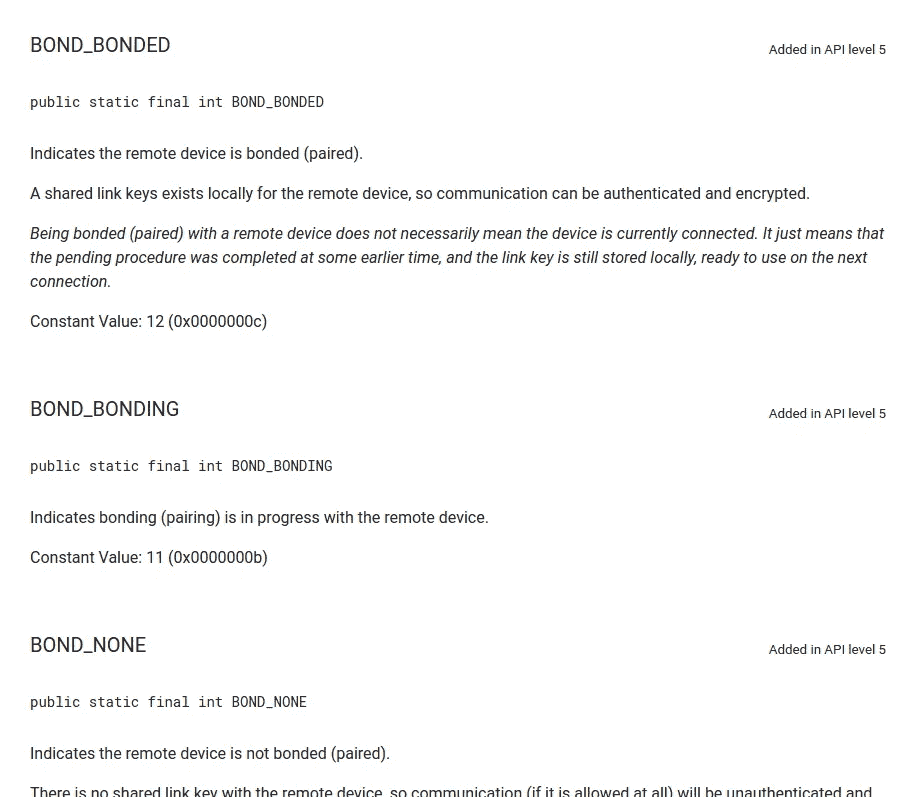 BOND_BONDED
Added in API level 5
public static final int BOND_BONDED
Indicates the remote device is bonded (paired).
A shared link keys exists locally for the remote device, so communication can be authenticated and encrypted.
Being bonded (paired) with a remote device does not necessarily mean the device is currently connected. It just means that
the pending procedure was completed at some earlier time, and the link key is still stored locally, ready to use on the next
connection.
Constant Value: 12 (0x0000000c)
BOND_BONDING
Added in API level 5
public static final int BOND_BONDING
Indicates bonding (pairing) is in progress with the remote device.
Constant Value: 11 (0x0000000b)
BOND_NONE
Added in API level 5
public static final int BOND_NONE
Indicates the remote device is not bonded (paired).
There is no shared link key with the remote device, so communication (if it is allowed at all) will be unauthenticated and